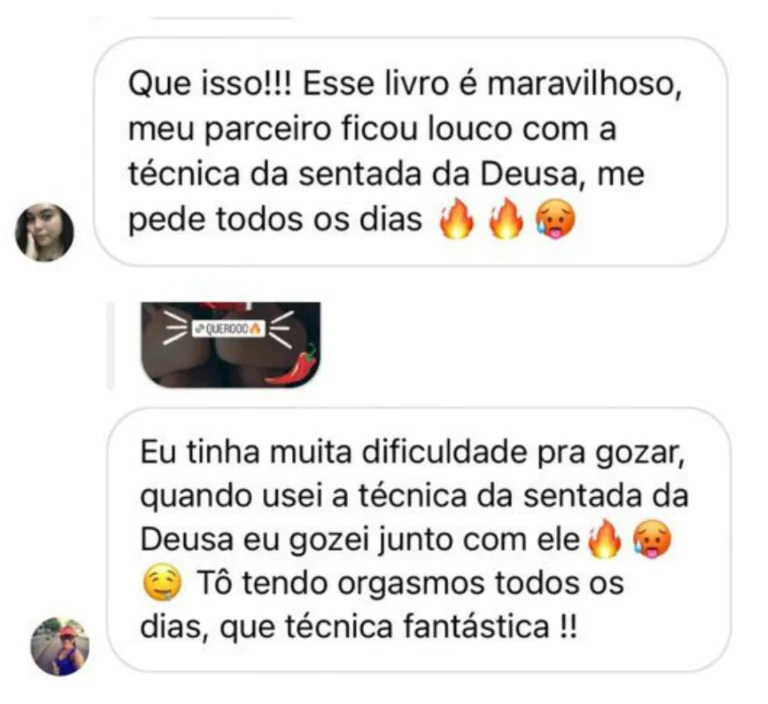 Que isso!!! Esse livro é maravilhoso,
meu parceiro ficou louco com a
técnica da sentada da Deusa, me
pede todos os dias 🔥 🔥 🥵
QUEROOO🔥
Eu tinha muita dificuldade pra gozar,
quando usei a técnica da sentada da
Deusa eu gozei junto com ele🔥 🥵
🤤 Tô tendo orgasmos todos os
dias, que técnica fantástica !!